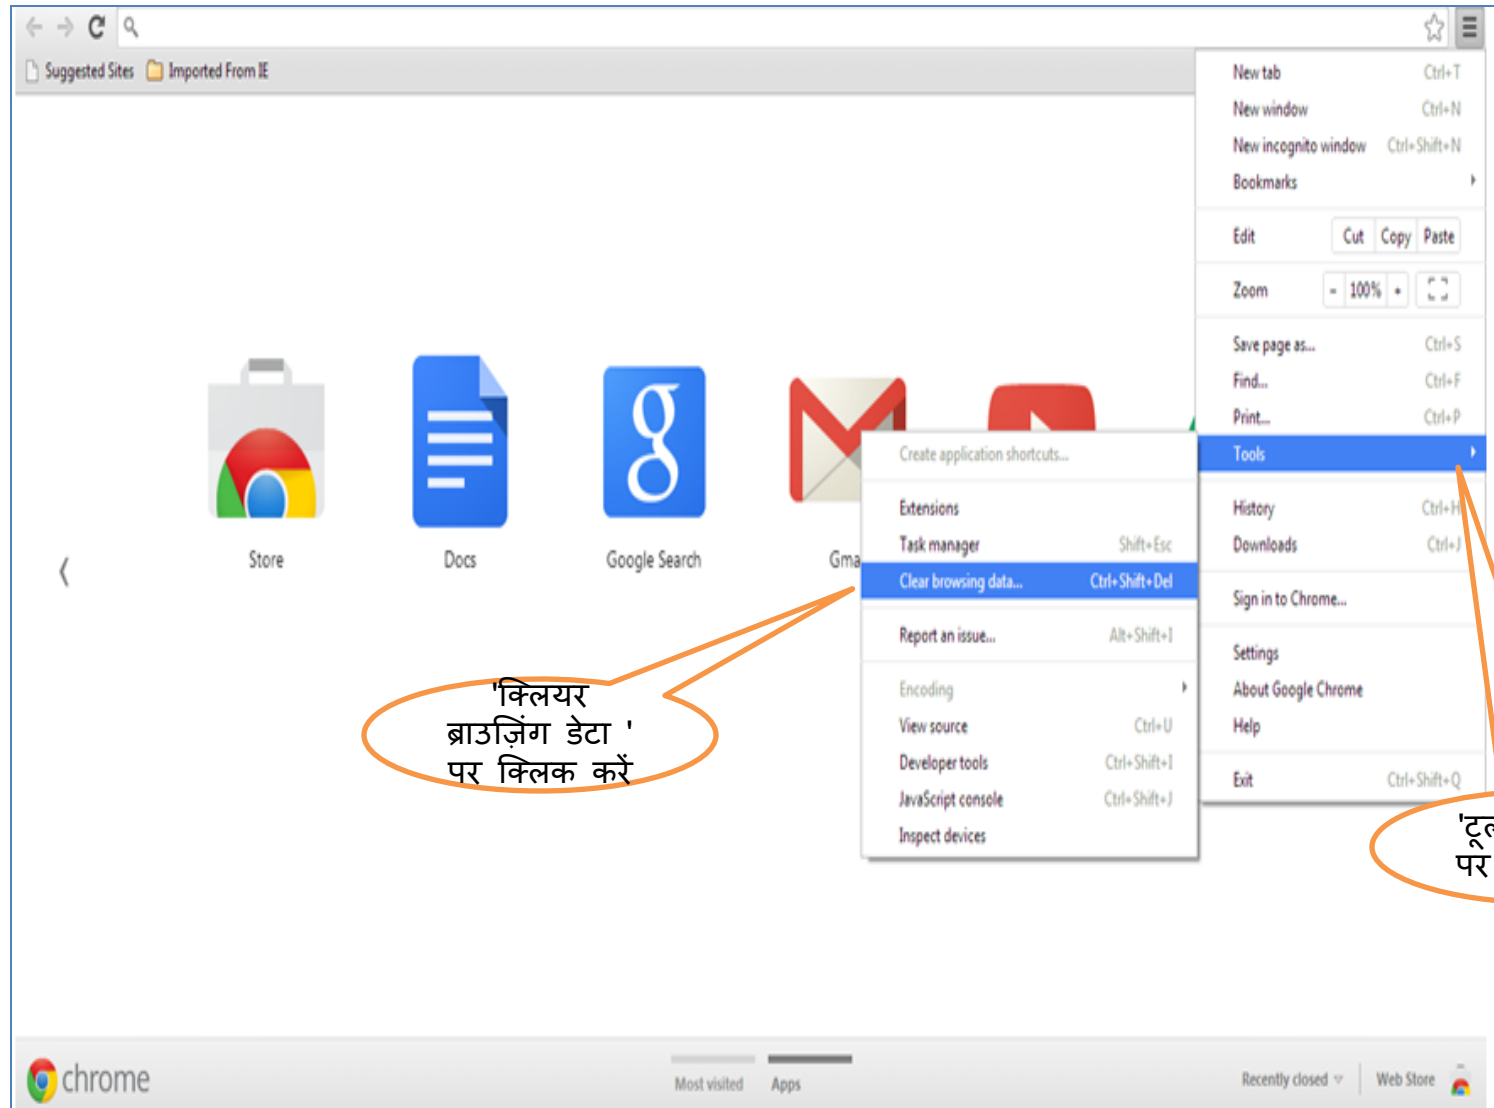 Suggested Sites Imported From IE
New tab Ctrl+T
New window Ctrl+N
New incognito window Ctrl+Shift+N
Bookmarks
Edit Cut Copy Paste
Zoom - 100% +
Save page as... Ctrl+S
Find... Ctrl+F
Print... Ctrl+P
Tools
History Ctrl+H
Downloads Ctrl+J
Sign in to Chrome...
Settings
About Google Chrome
Help
Exit Ctrl+Shift+Q
Create application shortcuts...
Extensions
Task manager Shift+Esc
Clear browsing data... Ctrl+Shift+Del
Report an issue... Alt+Shift+I
Encoding
View source Ctrl+U
Developer tools Ctrl+Shift+I
JavaScript console Ctrl+Shift+J
Inspect devices
Store Docs Google Search
'क्लियर
ब्राउज़िंग डेटा '
पर क्लिक करें
पर
chrome
Most visited Apps
Recently closed Web Store